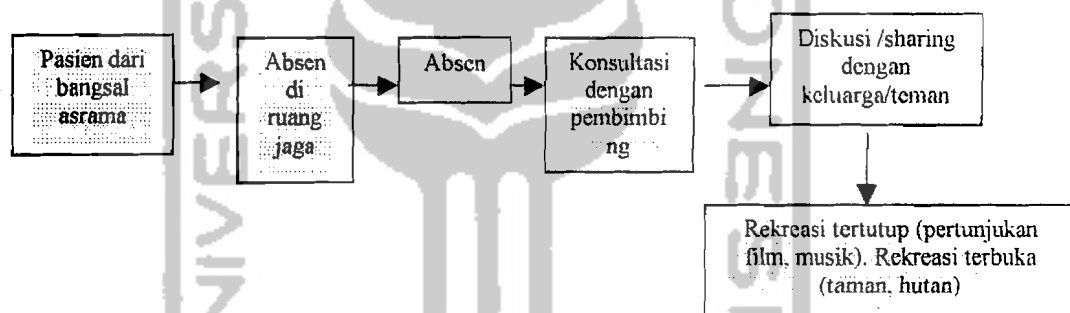 Pasien dari
bangsal
asrama
Absen
di
ruang
jaga
Absen
Konsultasi
dengan
pembimbi
ng
Diskusi /sharing
dengan
keluarga/teman
Rekreasi tertutup (pertunjukan
film, musik). Rekreasi terbuka
(taman, hutan)
NIVERS